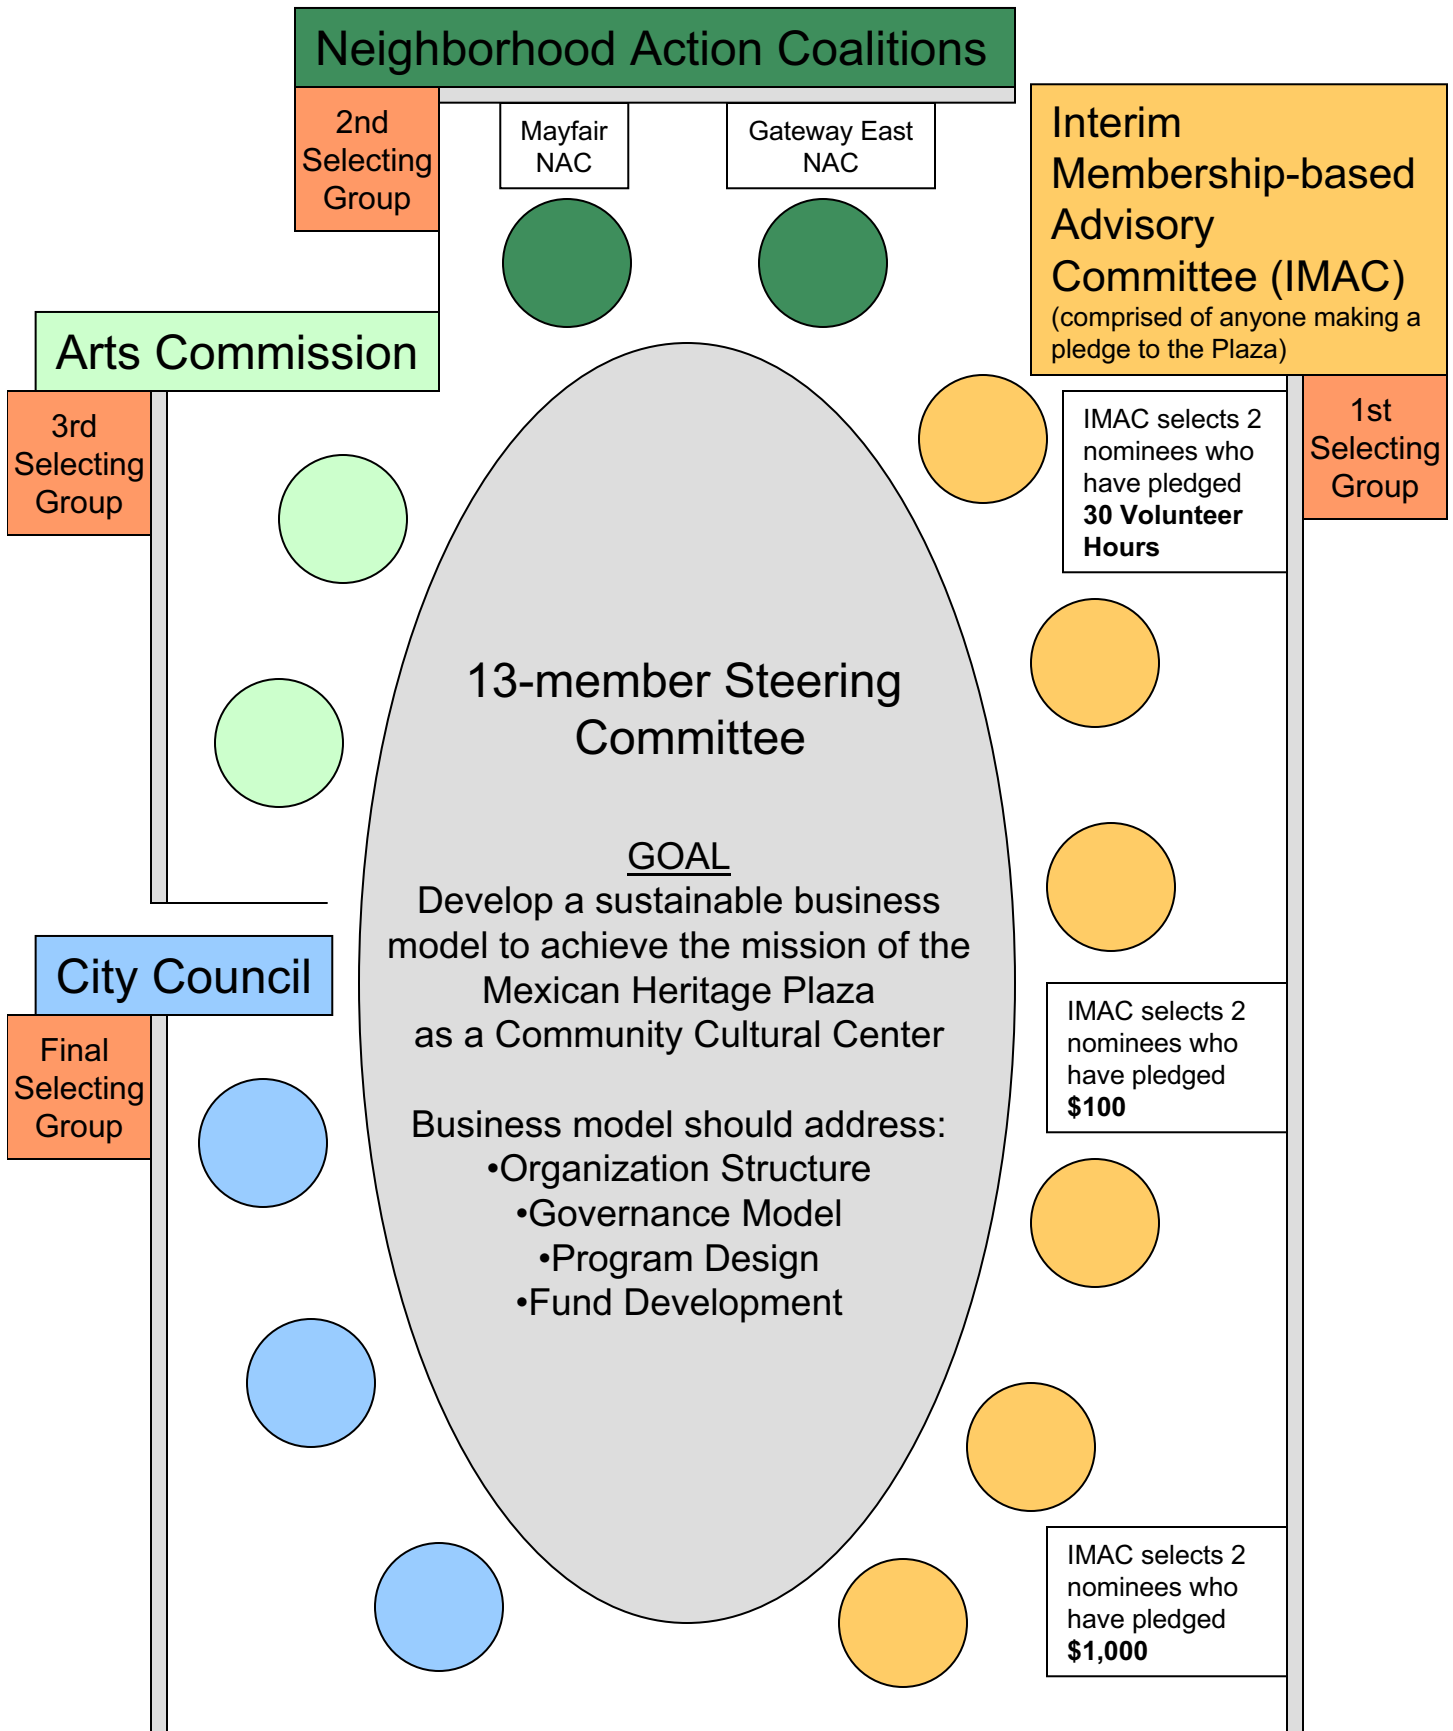 Neighborhood Action Coalitions
2nd
Selecting
Group
Mayfair
NAC
Gateway East
NAC
Interim
Membership-based
Advisory
Committee (IMAC)
(comprised of anyone making a
pledge to the Plaza)
1st
Selecting
Group
IMAC selects 2
nominees who
have pledged
30 Volunteer
Hours
IMAC selects 2
nominees who
have pledged
$100
IMAC selects 2
nominees who
have pledged
$1,000
Arts Commission
3rd
Selecting
Group
City Council
Final
Selecting
Group
13-member Steering
Committee
GOAL
Develop a sustainable business
model to achieve the mission of the
Mexican Heritage Plaza
as a Community Cultural Center
Business model should address:
•Organization Structure
•Governance Model
•Program Design
•Fund Development